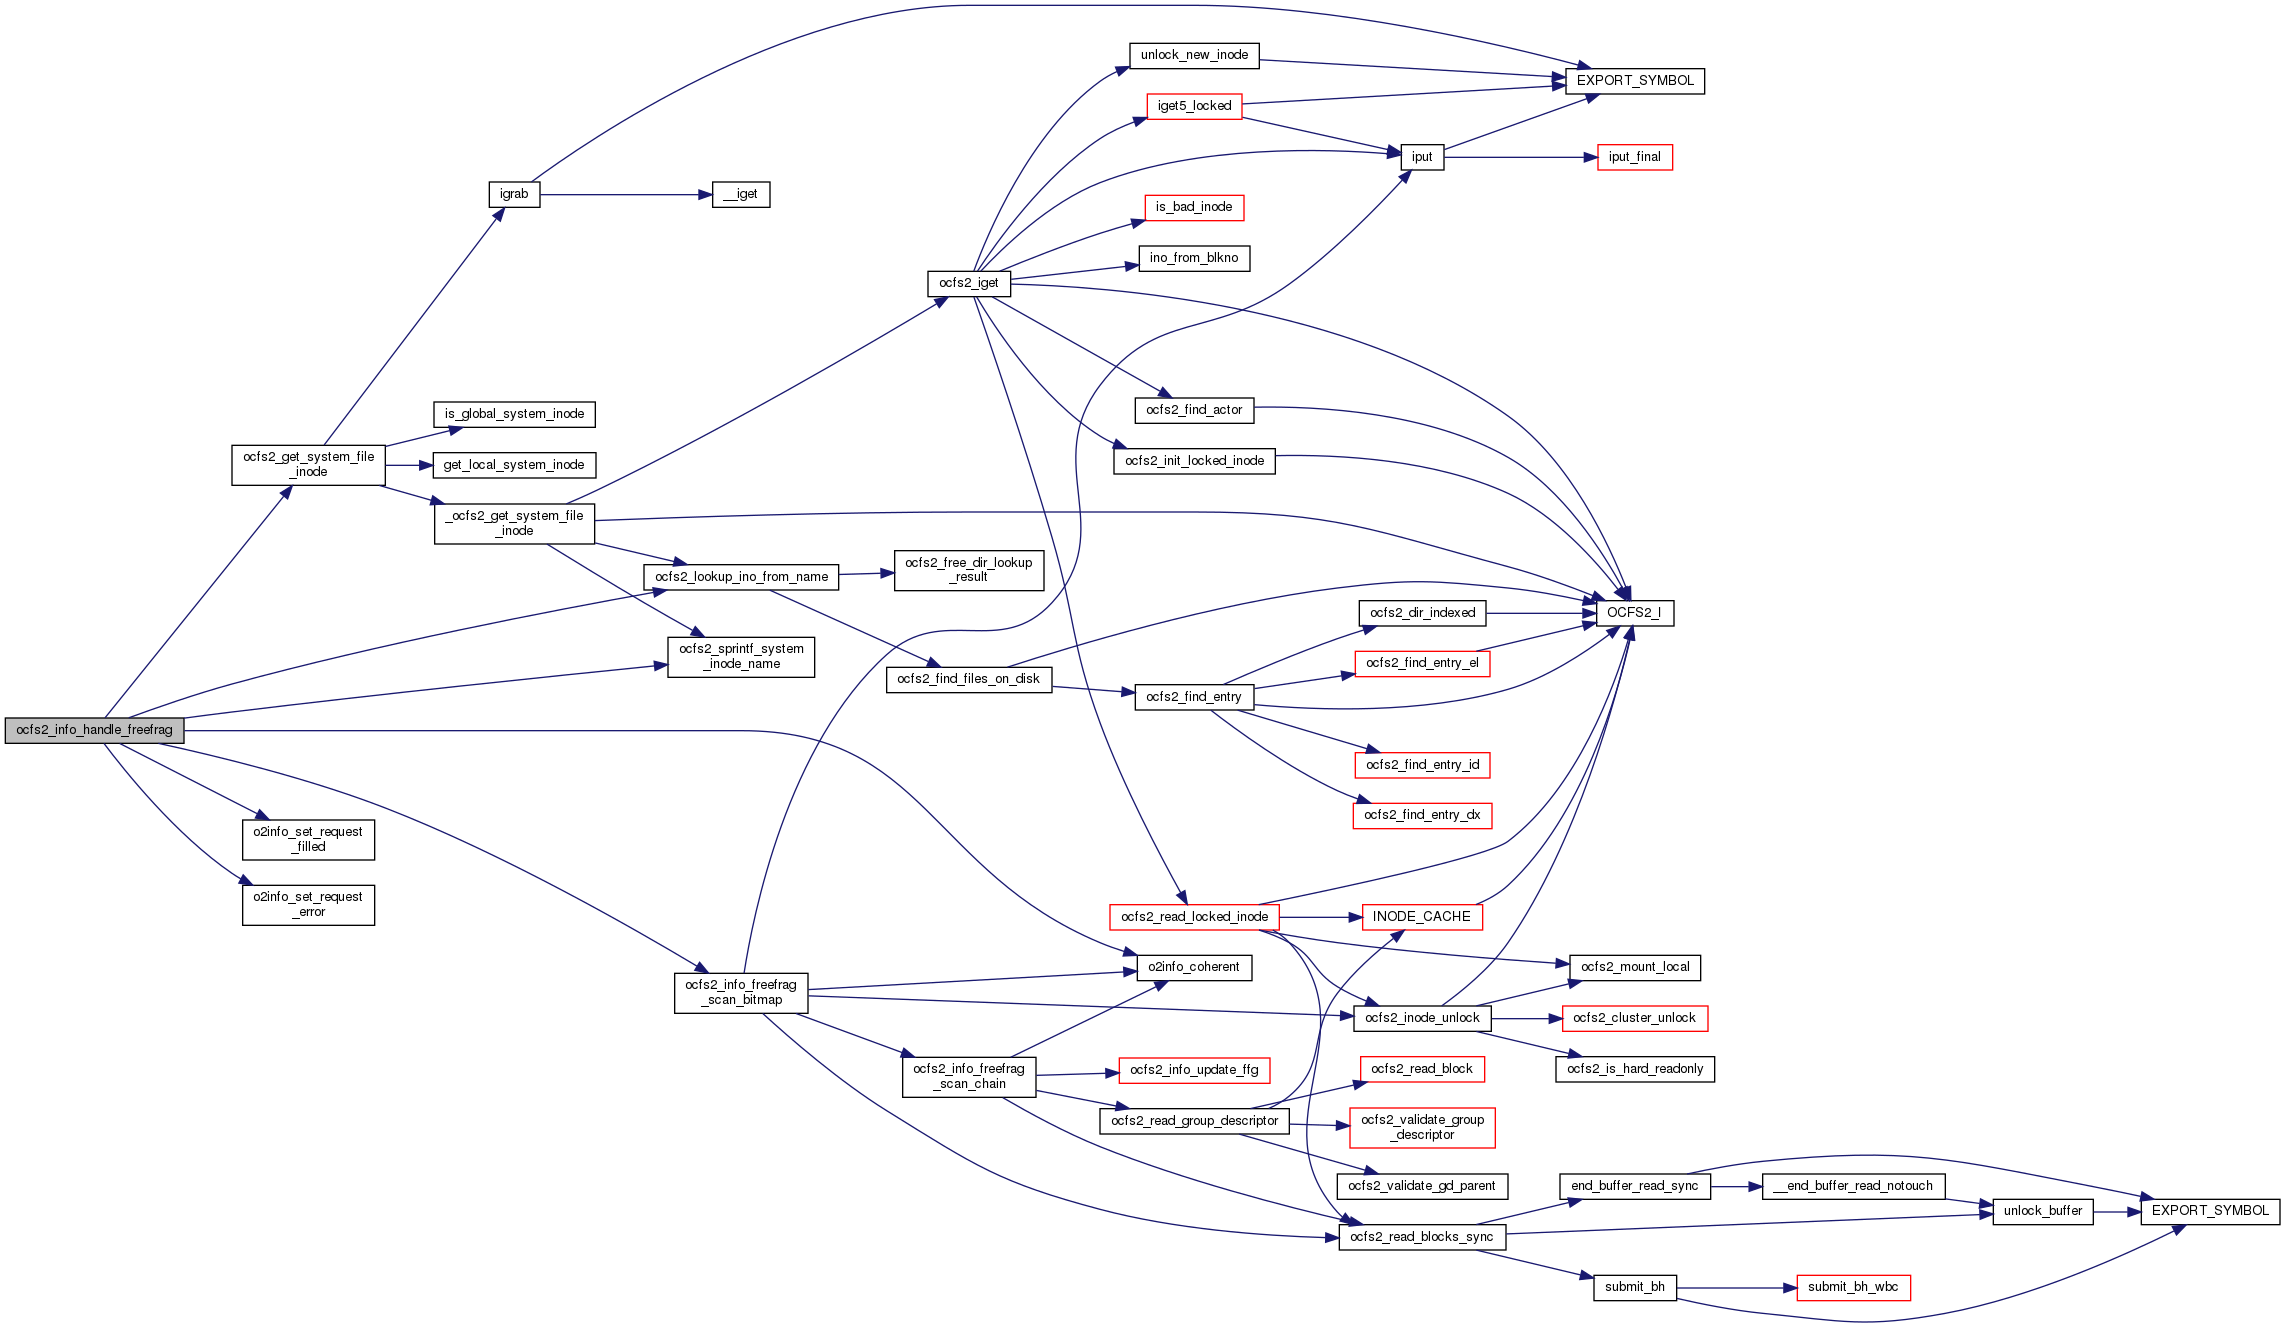 unlock_new_inode
EXPORT_SYMBOL
iget5_locked
iput
iput_final
igrab
__iget
is_bad_inode
ino_from_blkno
ocfs2_iget
is_global_system_inode
ocfs2_find_actor
ocfs2_get_system_file
_inode
get_local_system_inode
ocfs2_init_locked_inode
_ocfs2_get_system_file
_inode
ocfs2_free_dir_lookup
_result
ocfs2_lookup_ino_from_name
ocfs2_dir_indexed
OCFS2_I
ocfs2_sprintf_system
_inode_name
ocfs2_find_entry_el
ocfs2_find_files_on_disk
ocfs2_find_entry
ocfs2_info_handle_freefrag
ocfs2_find_entry_id
ocfs2_find_entry_dx
o2info_set_request
_filled
o2info_set_request
_error
ocfs2_read_locked_inode
INODE_CACHE
o2info_coherent
ocfs2_mount_local
ocfs2_info_freefrag
_scan_bitmap
ocfs2_inode_unlock
ocfs2_cluster_unlock
ocfs2_info_freefrag
_scan_chain
ocfs2_info_update_ffg
ocfs2_read_block
ocfs2_is_hard_readonly
ocfs2_read_group_descriptor
ocfs2_validate_group
_descriptor
ocfs2_validate_gd_parent
end_buffer_read_sync
__end_buffer_read_notouch
unlock_buffer
EXPORT_SYMBOL
ocfs2_read_blocks_sync
submit_bh
submit_bh_wbc